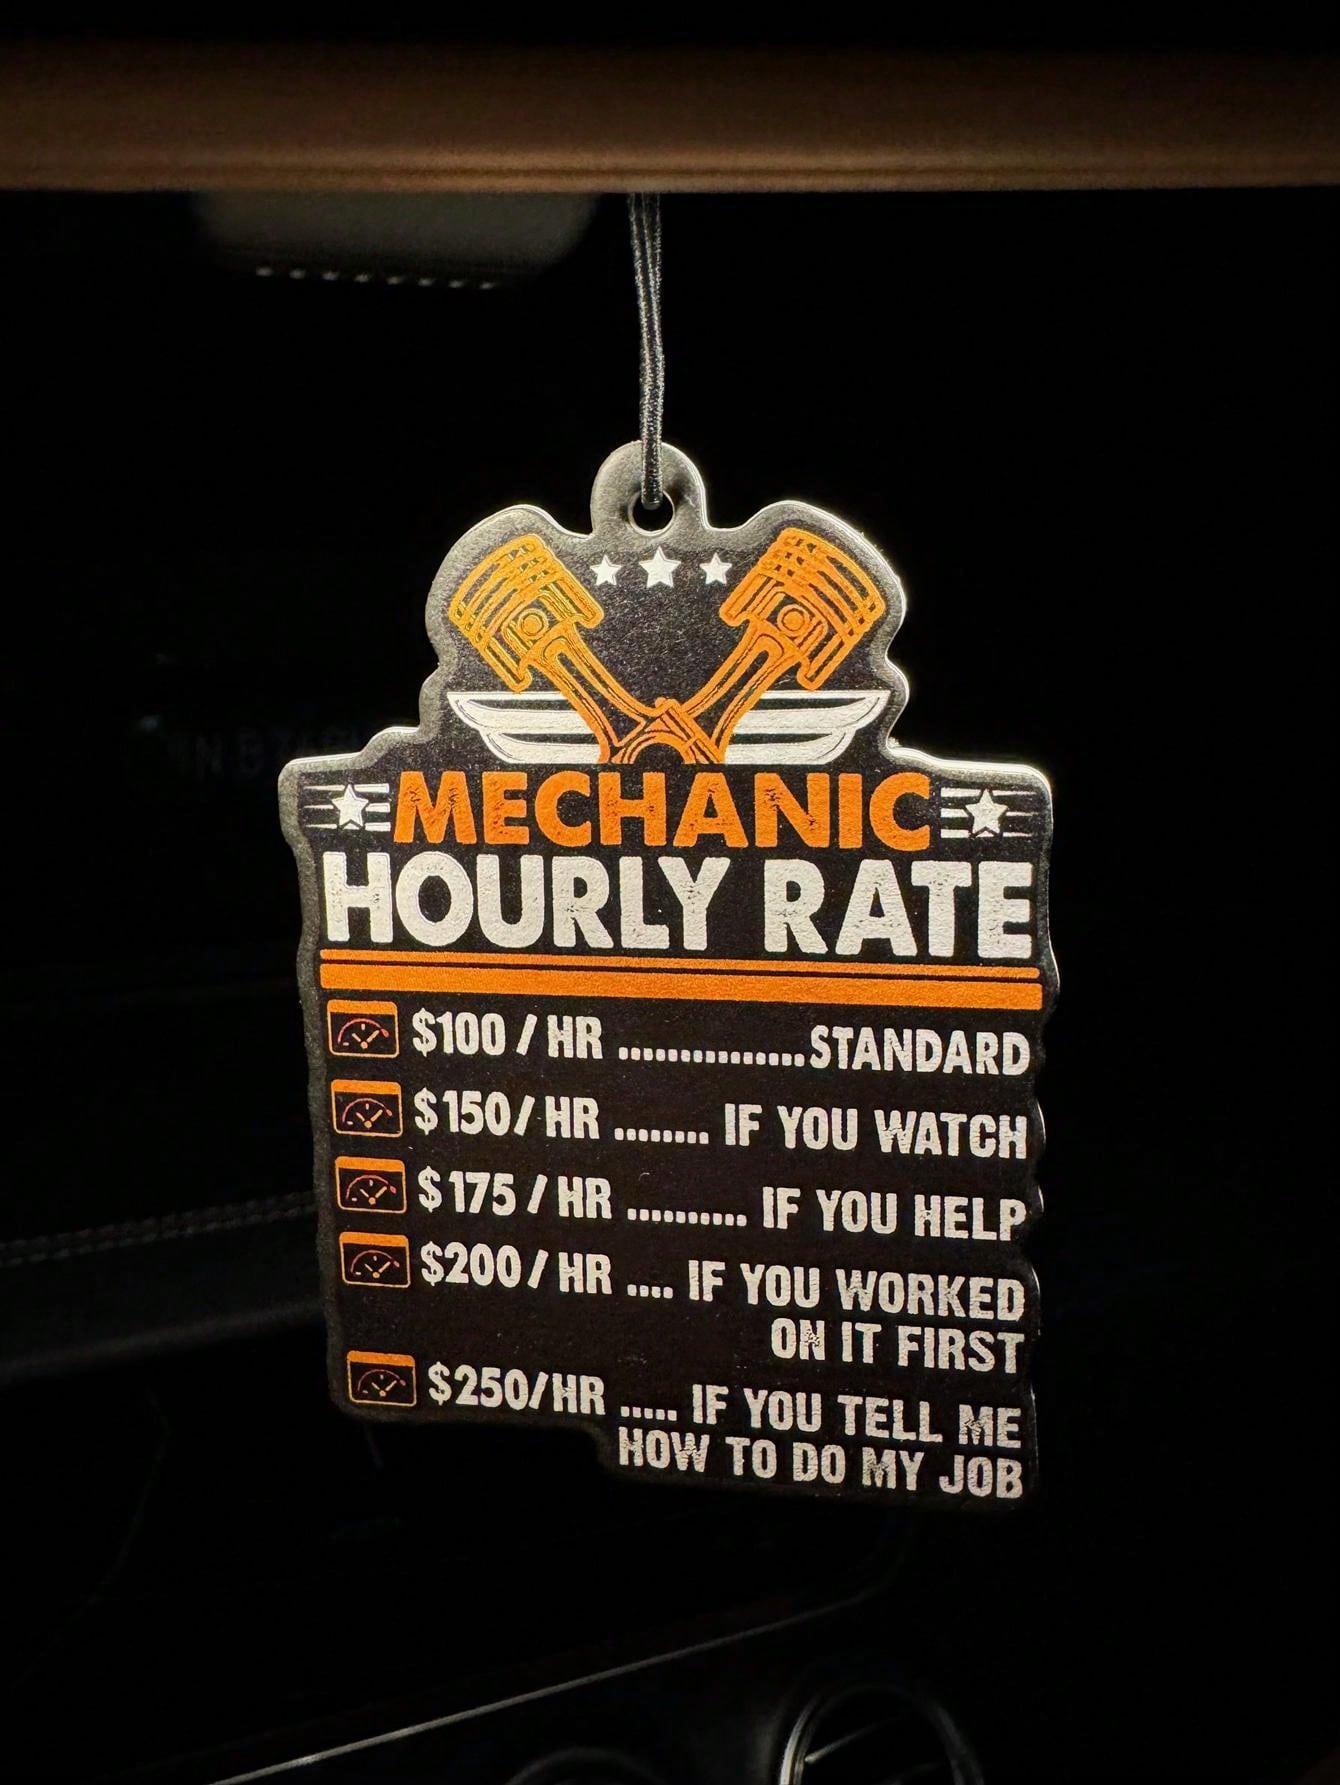 MECHANIC
HOURLY RATE
$100 / HR ...............STANDARD
$150/ HR ........ IF YOU WATCH
$175 / HR .......... IF YOU HELP
$200 / HR .... IF YOU WORKED
ON IT FIRST
$250/HR ..... IF YOU TELL ME
HOW TO DO MY JOB